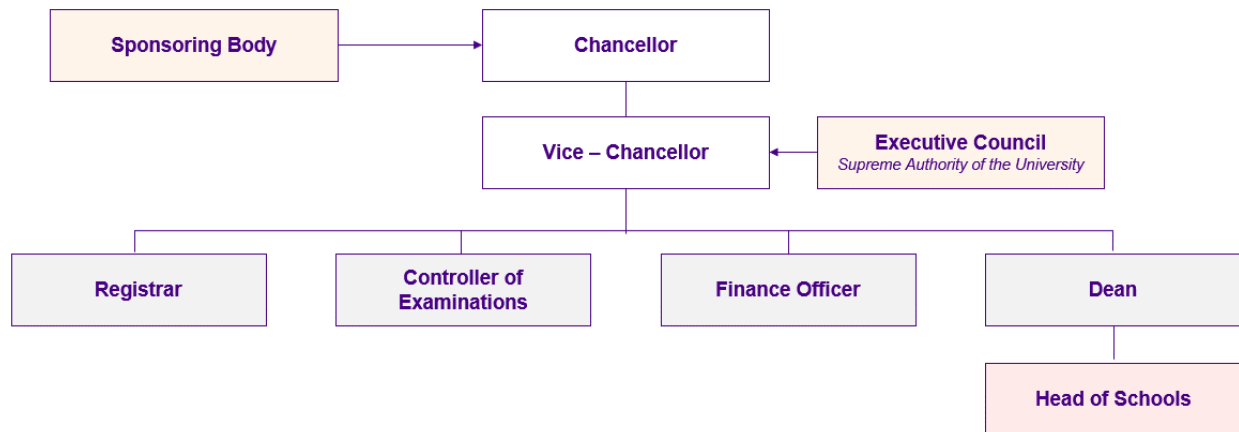 Sponsoring Body
Chancellor
Vice – Chancellor
Executive Council
Supreme Authority of the University
Registrar
Controller of
Examinations
Finance Officer
Dean
Head of Schools